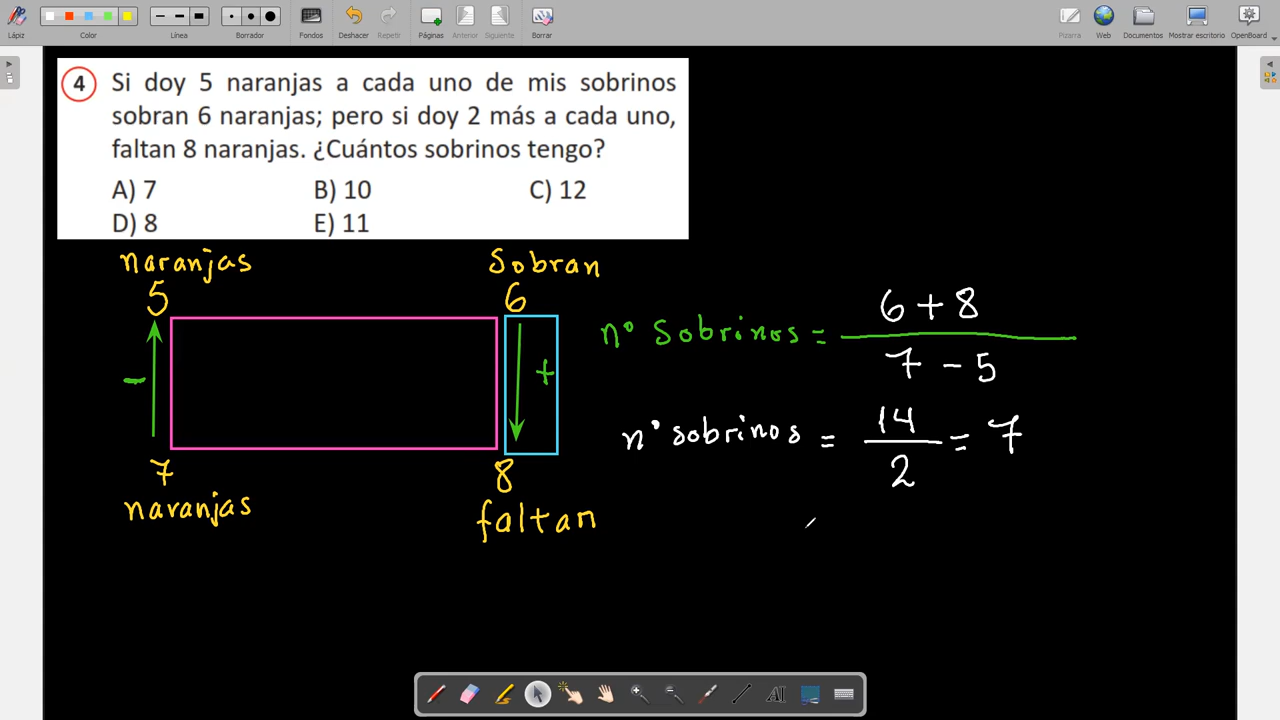 Lápiz Color Línea Borrador Fondos Deshacer Repetir Páginas Anterior Siguiente Borrar Pizarra Web Documentos Mostrar escritorio OpenBoard
4 Si doy 5 naranjas a cada uno de mis sobrinos
sobran 6 naranjas; pero si doy 2 más a cada uno,
faltan 8 naranjas. ¿Cuántos sobrinos tengo?
A) 7 B) 10 C) 12
D) 8 E) 11
naranjas Sobran
5 6
- +
7 8
naranjas faltan
6 + 8
nº Sobrinos =
7 - 5
nº sobrinos = 14/2 = 7
AI